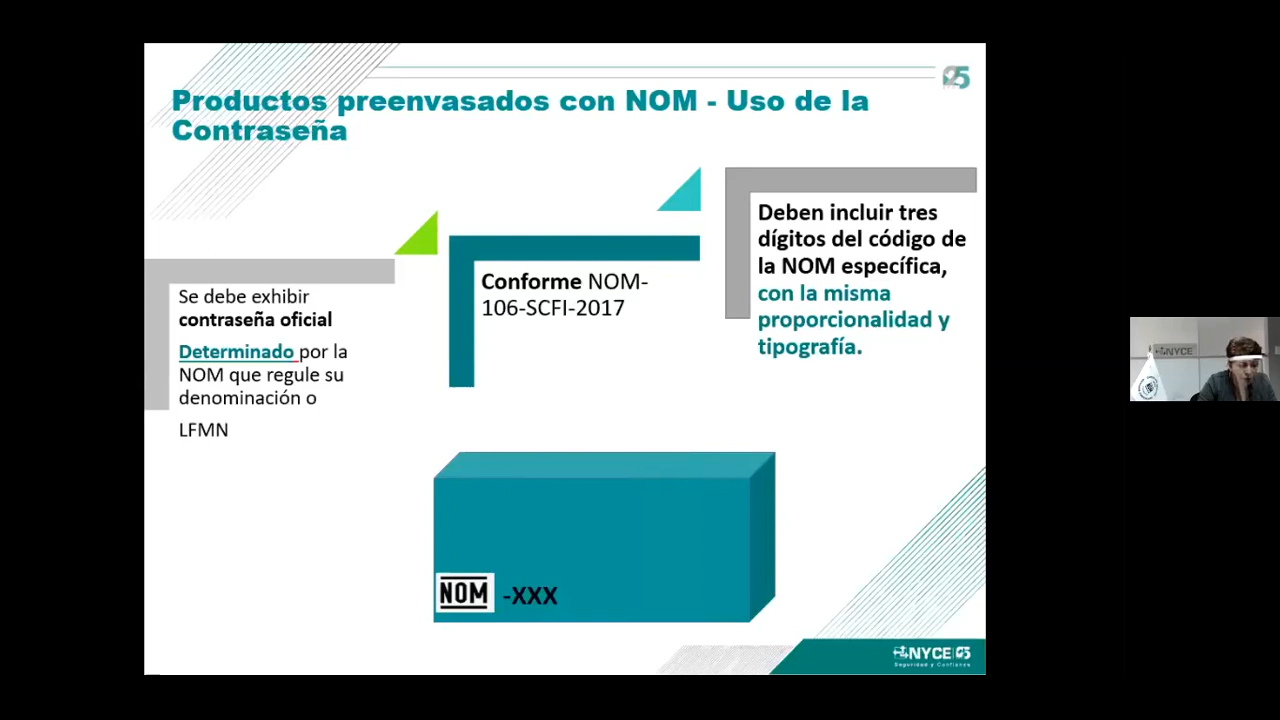 Productos preenvasados con NOM - Uso de la
Contraseña
Se debe exhibir
contraseña oficial
Determinado por la
NOM que regule su
denominación o
LFMN
Conforme NOM-
106-SCFI-2017
Deben incluir tres
dígitos del código de
la NOM específica,
con la misma
proporcionalidad y
tipografía.
NOM -XXX
NYCE
Seguridad y Confianza
NYCE